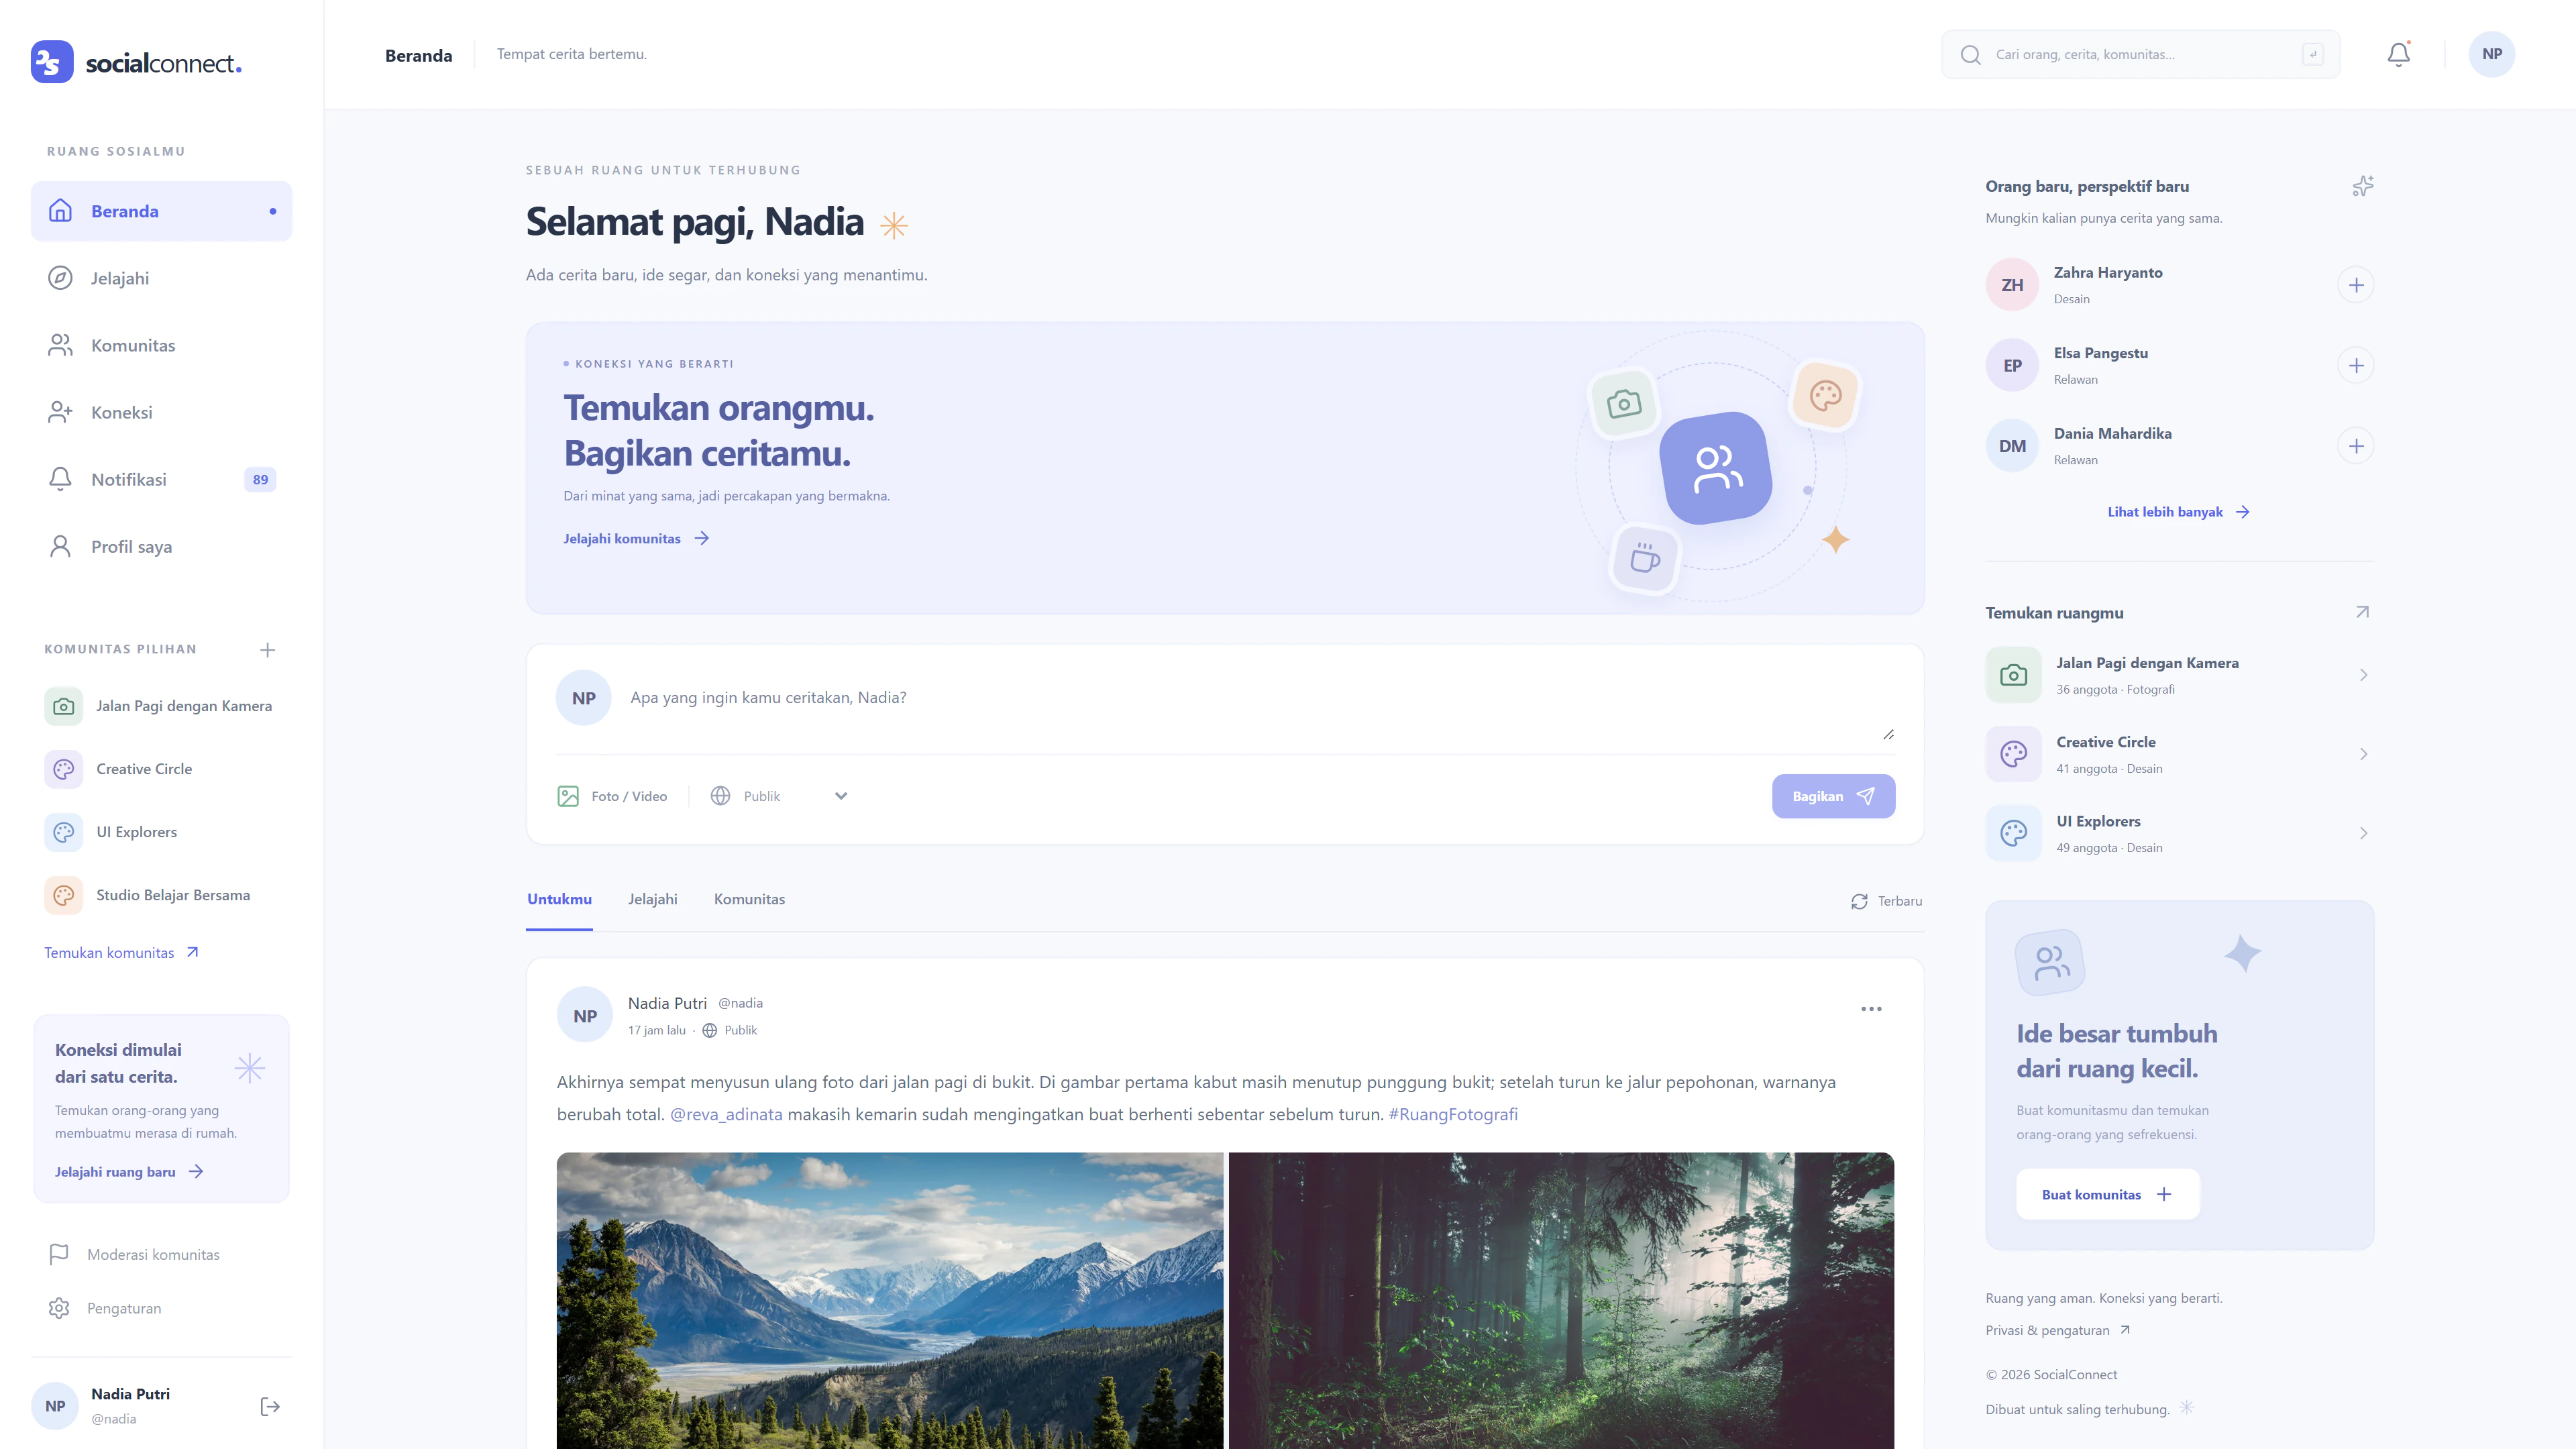 socialconnect.
RUANG SOSIALMU
Beranda
Jelajahi
Komunitas
Koneksi
Notifikasi 89
Profil saya
KOMUNITAS PILIHAN
Jalan Pagi dengan Kamera
Creative Circle
UI Explorers
Studio Belajar Bersama
Temukan komunitas
Koneksi dimulai
dari satu cerita.
Temukan orang-orang yang
membuatmu merasa di rumah.
Jelajahi ruang baru
Moderasi komunitas
Pengaturan
NP Nadia Putri
@nadia
Beranda Tempat cerita bertemu.
Cari orang, cerita, komunitas...
NP
SEBUAH RUANG UNTUK TERHUBUNG
Selamat pagi, Nadia
Ada cerita baru, ide segar, dan koneksi yang menantimu.
KONEKSI YANG BERARTI
Temukan orangmu.
Bagikan ceritamu.
Dari minat yang sama, jadi percakapan yang bermakna.
Jelajahi komunitas
NP Apa yang ingin kamu ceritakan, Nadia?
Foto / Video Publik Bagikan
Untukmu Jelajahi Komunitas Terbaru
NP Nadia Putri @nadia
17 jam lalu · Publik
Akhirnya sempat menyusun ulang foto dari jalan pagi di bukit. Di gambar pertama kabut masih menutup punggung bukit; setelah turun ke jalur pepohonan, warnanya
berubah total. @reva_adinata makasih kemarin sudah mengingatkan buat berhenti sebentar sebelum turun. #RuangFotografi
Orang baru, perspektif baru
Mungkin kalian punya cerita yang sama.
ZH Zahra Haryanto
Desain
EP Elsa Pangestu
Relawan
DM Dania Mahardika
Relawan
Lihat lebih banyak
Temukan ruangmu
Jalan Pagi dengan Kamera
36 anggota · Fotografi
Creative Circle
41 anggota · Desain
UI Explorers
49 anggota · Desain
Ide besar tumbuh
dari ruang kecil.
Buat komunitasmu dan temukan
orang-orang yang sefrekuensi.
Buat komunitas
Ruang yang aman. Koneksi yang berarti.
Privasi & pengaturan
© 2026 SocialConnect
Dibuat untuk saling terhubung.